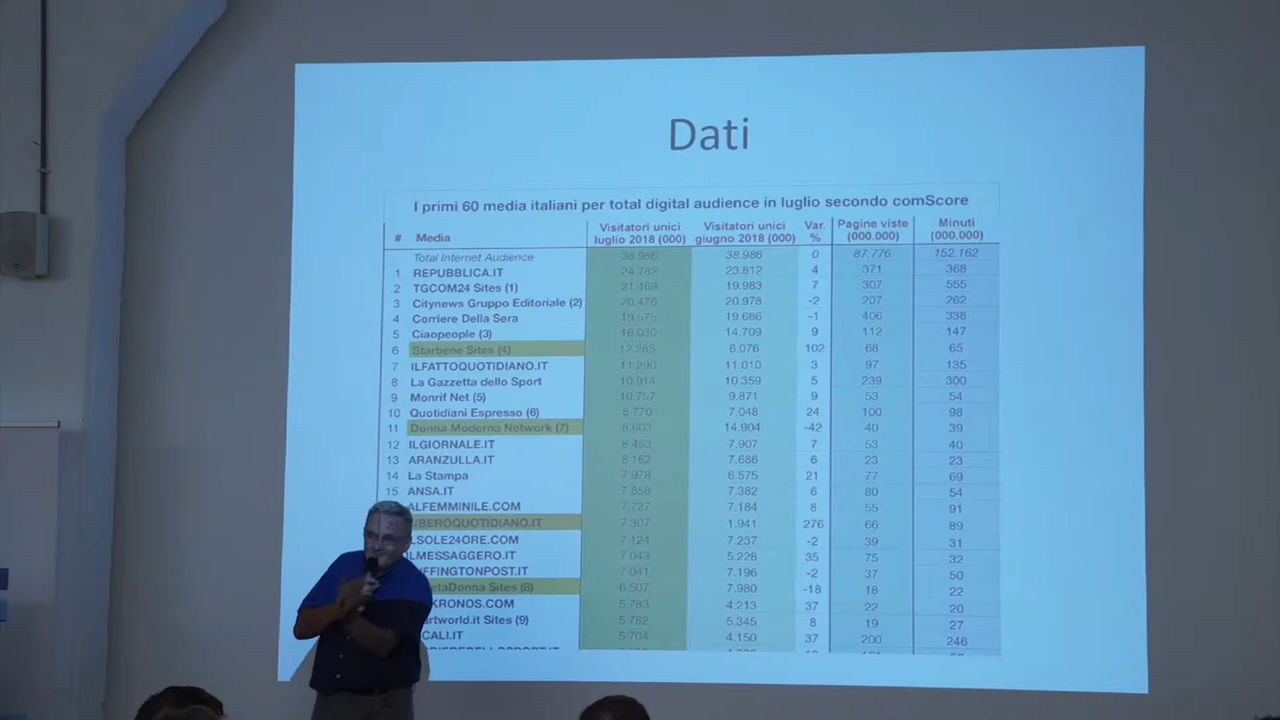 Dati
I primi 60 media italiani per total digital audience in luglio secondo comScore
# Media Visitatori unici luglio 2018 (000) Visitatori unici giugno 2018 (000) Var. % Pagine viste (000.000) Minuti (000.000)
Total Internet Audience 38.986 38.986 0 87.776 152.162
1 REPUBBLICA.IT 24.782 23.812 4 371 368
2 TGCOM24 Sites (1) 21.469 19.983 7 307 555
3 Citynews Gruppo Editoriale (2) 20.476 20.978 -2 207 262
4 Corriere Della Sera 19.575 19.686 -1 406 338
5 Ciaopeople (3) 16.030 14.709 9 112 147
6 Starbene Sites (4) 12.285 6.076 102 68 65
7 ILFATTOQUOTIDIANO.IT 11.290 11.010 3 97 135
8 La Gazzetta dello Sport 10.914 10.359 5 239 300
9 Monrif Net (5) 10.757 9.871 9 53 54
10 Quotidiani Espresso (6) 8.770 7.048 24 100 98
11 Donna Moderna Network (7) 8.603 14.904 -42 40 39
12 ILGIORNALE.IT 8.453 7.907 7 53 40
13 ARANZULLA.IT 8.162 7.686 6 23 23
14 La Stampa 7.978 6.575 21 77 69
15 ANSA.IT 7.858 7.382 6 80 54
ALFEMMINILE.COM 7.727 7.184 8 55 91
IBEROQUOTIDIANO.IT 7.307 1.941 276 66 89
LSOLE24ORE.COM 7.124 7.237 -2 39 31
ILMESSAGGERO.IT 7.043 5.228 35 75 32
UFFINGTONPOST.IT 7.041 7.196 -2 37 50
etaDonna Sites (8) 6.507 7.980 -18 18 22
KRONOS.COM 5.783 4.213 37 22 20
artworld.it Sites (9) 5.782 5.345 8 19 27
CALI.IT 5.704 4.150 37 200 246